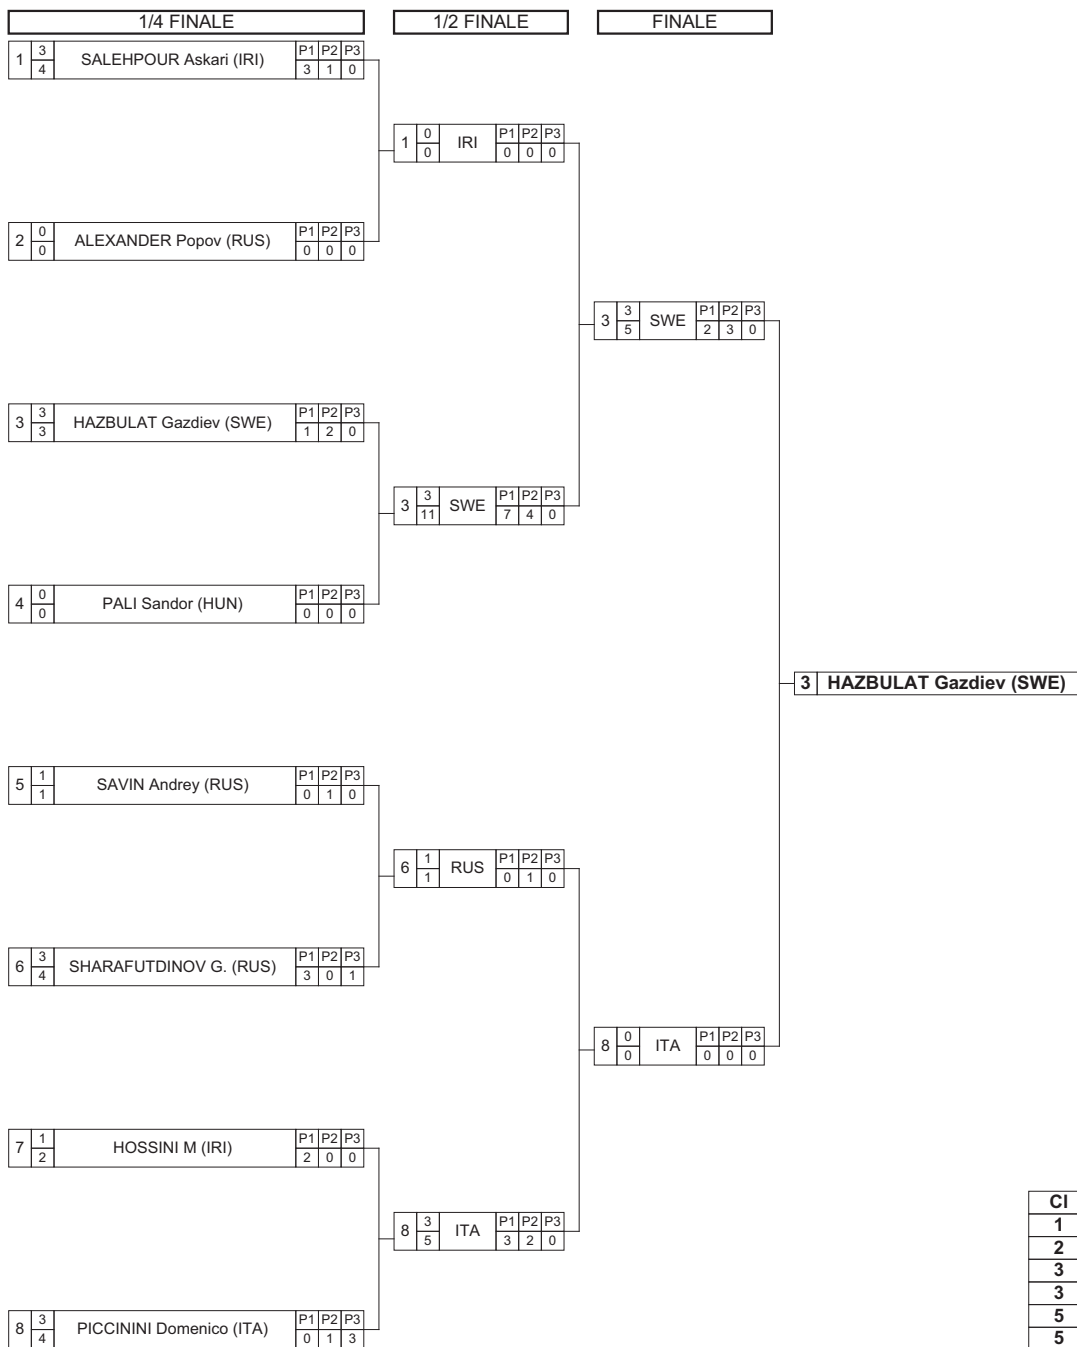 1/4 FINALE 1/2 FINALE FINALE
1 3 4 SALEHPOUR Askari (IRI) P1 P2 P3 3 1 0
1 0 0 IRI P1 P2 P3 0 0 0
2 0 0 ALEXANDER Popov (RUS) P1 P2 P3 0 0 0
3 3 5 SWE P1 P2 P3 2 3 0
3 3 3 HAZBULAT Gazdiev (SWE) P1 P2 P3 1 2 0
3 3 11 SWE P1 P2 P3 7 4 0
4 0 0 PALI Sandor (HUN) P1 P2 P3 0 0 0
3 HAZBULAT Gazdiev (SWE)
5 1 1 SAVIN Andrey (RUS) P1 P2 P3 0 1 0
6 1 1 RUS P1 P2 P3 0 1 0
6 3 4 SHARAFUTDINOV G. (RUS) P1 P2 P3 3 0 1
8 0 0 ITA P1 P2 P3 0 0 0
7 1 2 HOSSINI M (IRI) P1 P2 P3 2 0 0
8 3 5 ITA P1 P2 P3 3 2 0
8 3 4 PICCININI Domenico (ITA) P1 P2 P3 0 1 3
Cl
1
2
3
3
5
5